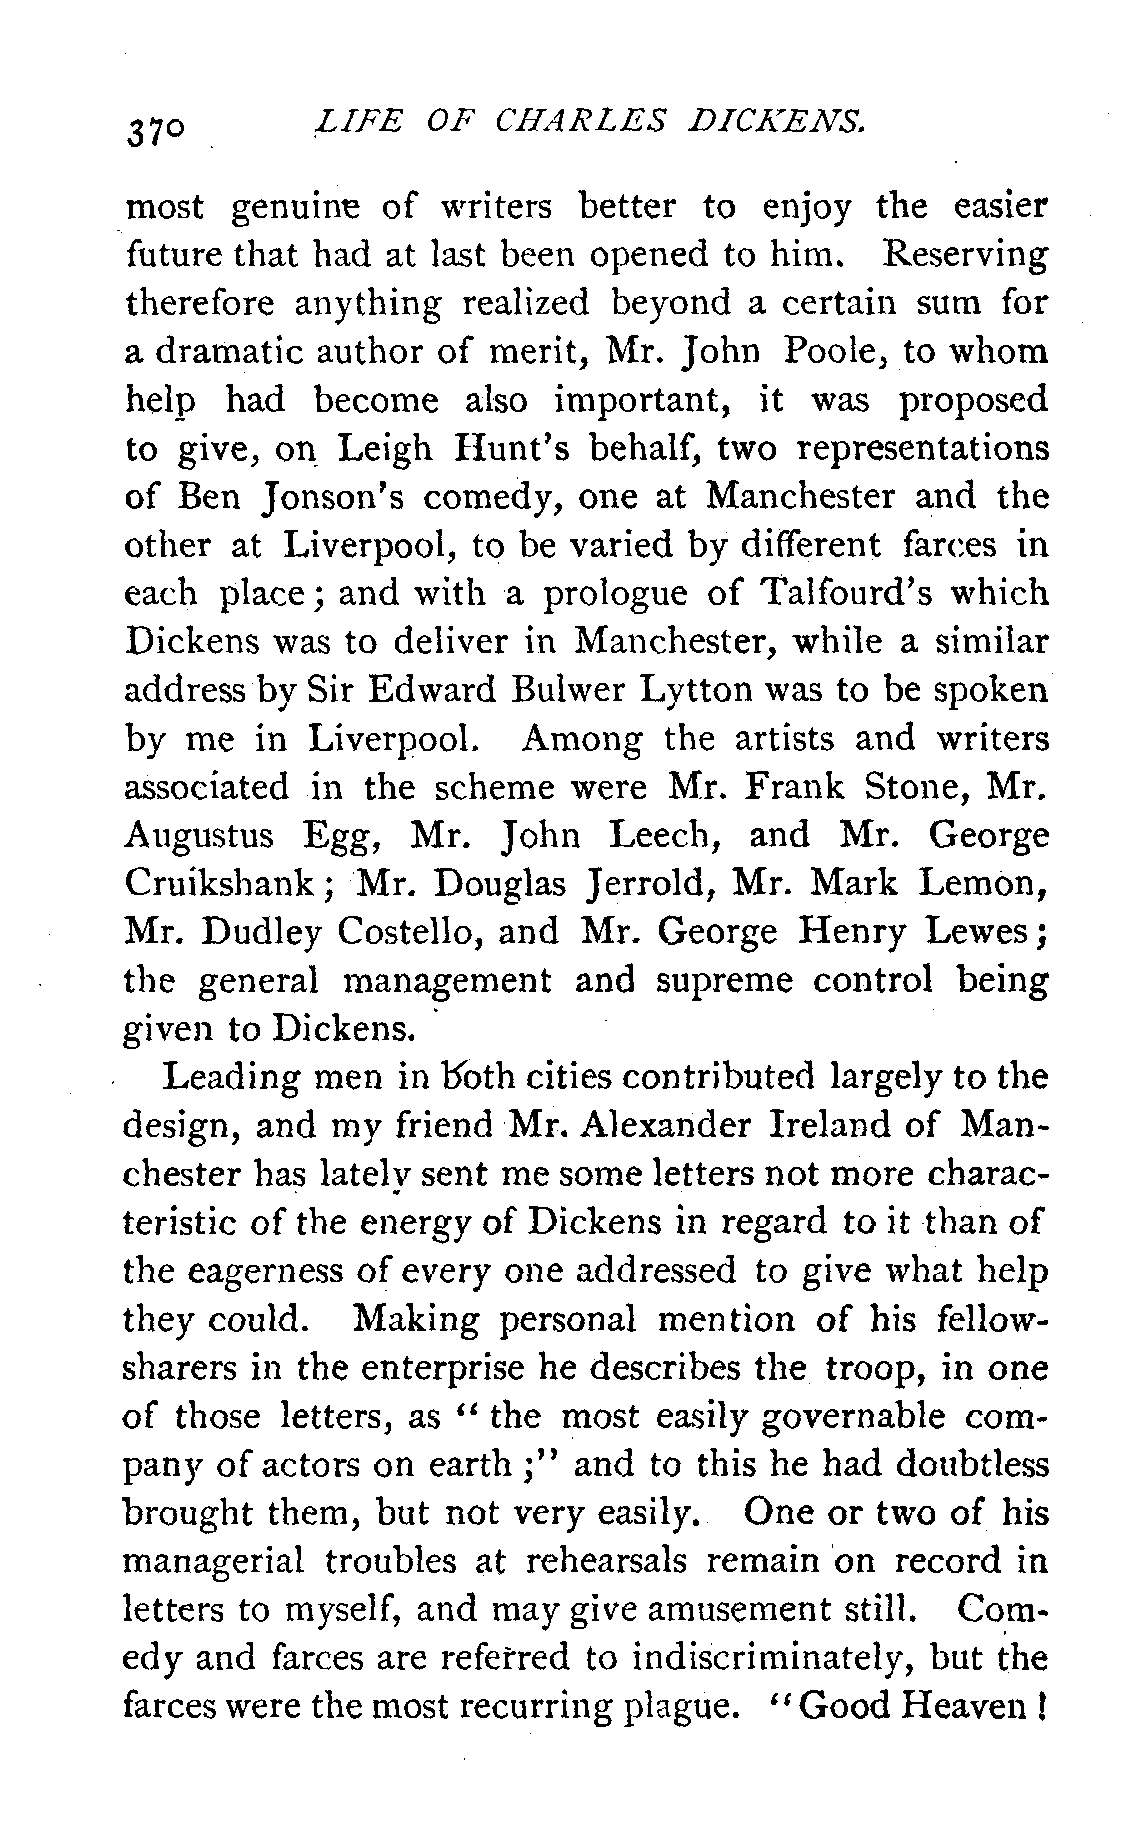 370 LIFE OF CHARLES DICKENS.
most genuine of writers better to enjoy the easier
future that had at last been opened to him. Reserving
therefore anything realized beyond a certain sum for
a dramatic author of merit, Mr. John Poole, to whom
help had become also important, it was proposed
to give, on Leigh Hunt's behalf, two representations
of Ben Jonson's comedy, one at Manchester and the
other at Liverpool, to be varied by different farces in
each place; and with a prologue of Talfourd's which
Dickens was to deliver in Manchester, while a similar
address by Sir Edward Bulwer Lytton was to be spoken
by me in Liverpool. Among the artists and writers
associated in the scheme were Mr. Frank Stone, Mr.
Augustus Egg, Mr. John Leech, and Mr. George
Cruikshank; Mr. Douglas Jerrold, Mr. Mark Lemon,
Mr. Dudley Costello, and Mr. George Henry Lewes;
the general management and supreme control being
given to Dickens.
Leading men in both cities contributed largely to the
design, and my friend Mr. Alexander Ireland of Man-
chester has lately sent me some letters not more charac-
teristic of the energy of Dickens in regard to it than of
the eagerness of every one addressed to give what help
they could. Making personal mention of his fellow-
sharers in the enterprise he describes the troop, in one
of those letters, as "the most easily governable com-
pany of actors on earth;" and to this he had doubtless
brought them, but not very easily. One or two of his
managerial troubles at rehearsals remain on record in
letters to myself, and may give amusement still. Com-
edy and farces are referred to indiscriminately, but the
farces were the most recurring plague. "Good Heaven!